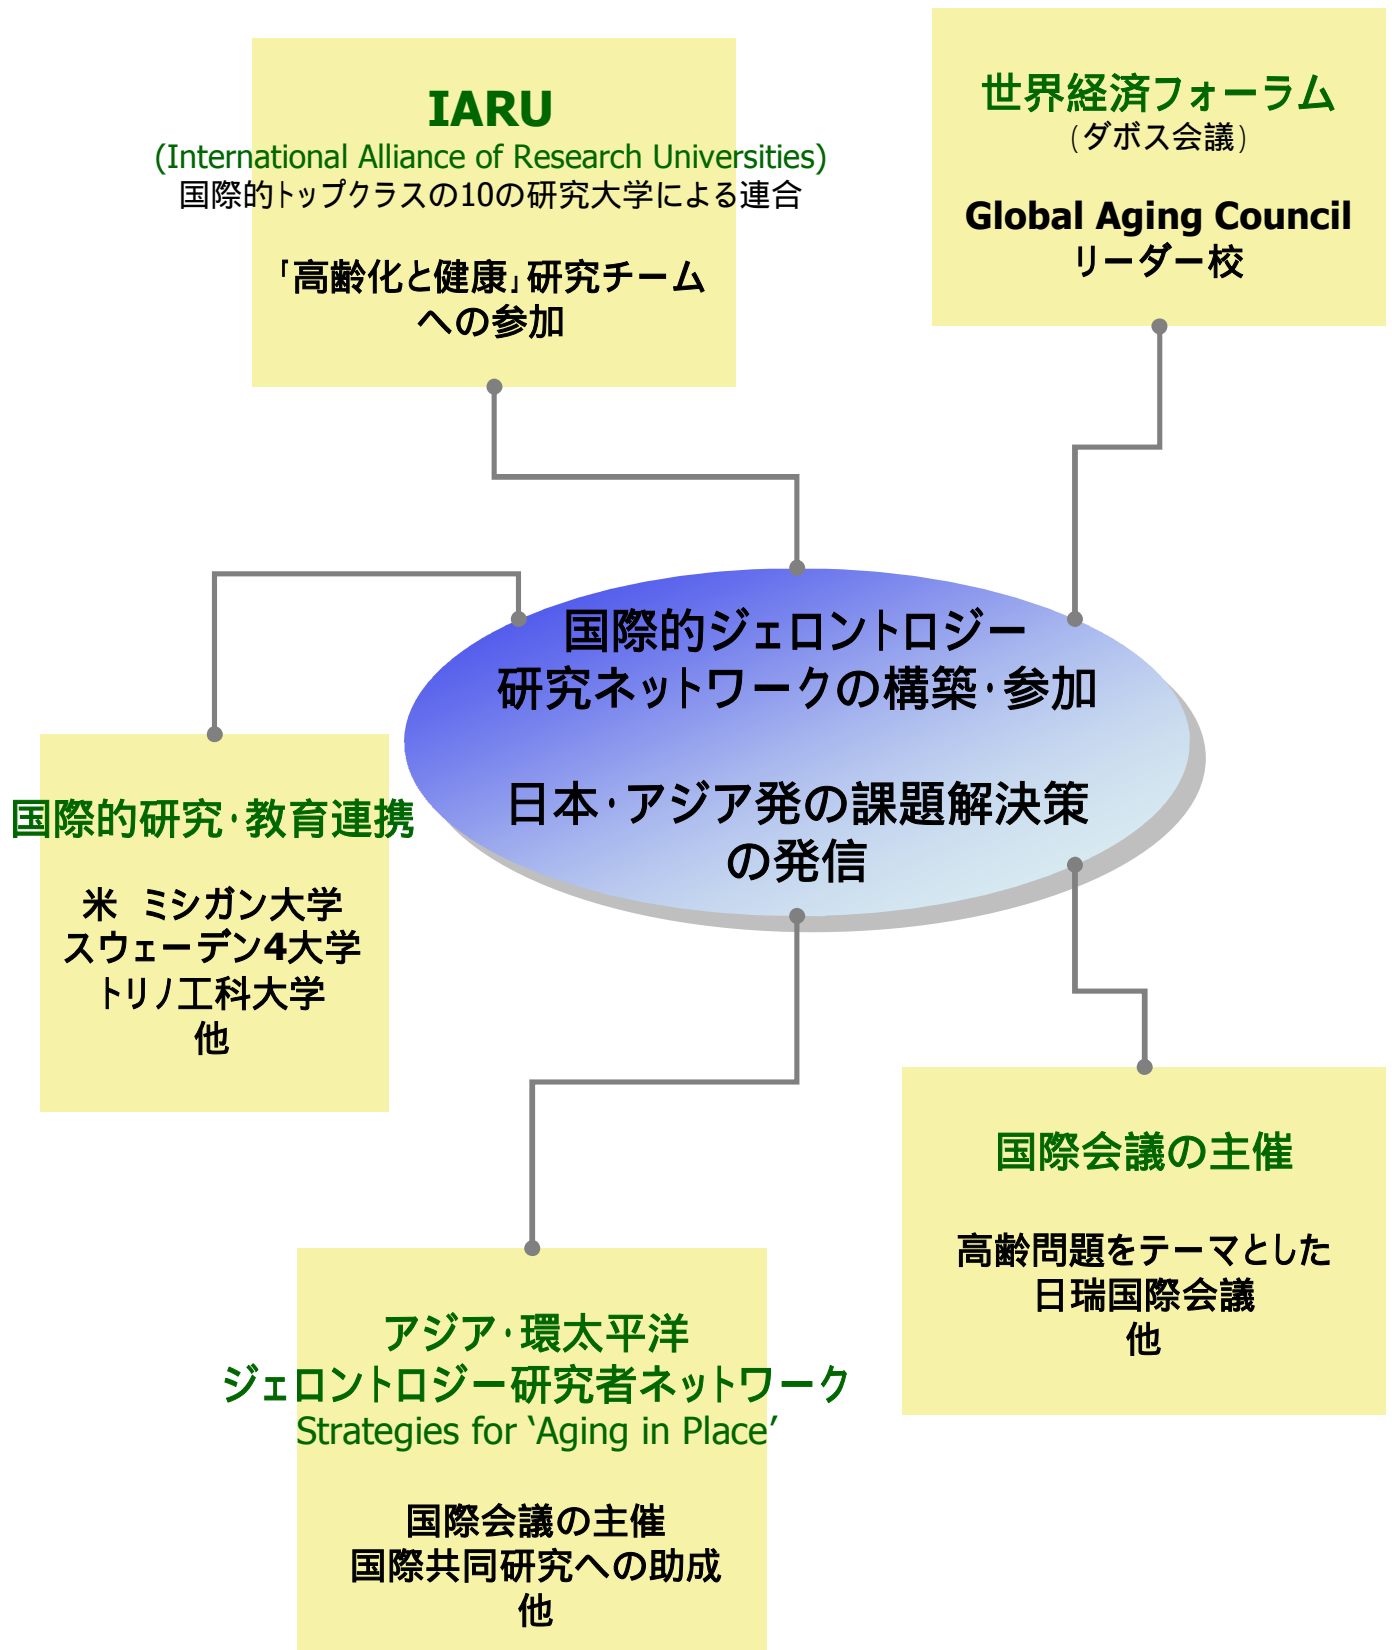 IARU
(International Alliance of Research Universities)
国際的トップクラスの10の研究大学による連合
「高齢化と健康」研究チーム
への参加
世界経済フォーラム
(ダボス会議)
Global Aging Council
リーダー校
国際的ジェロントロジー
研究ネットワークの構築・参加
日本・アジア発の課題解決策
の発信
国際的研究・教育連携
米　ミシガン大学
スウェーデン4大学
トリノ工科大学
他
国際会議の主催
高齢問題をテーマとした
日瑞国際会議
他
アジア・環太平洋
ジェロントロジー研究者ネットワーク
Strategies for ‘Aging in Place’
国際会議の主催
国際共同研究への助成
他